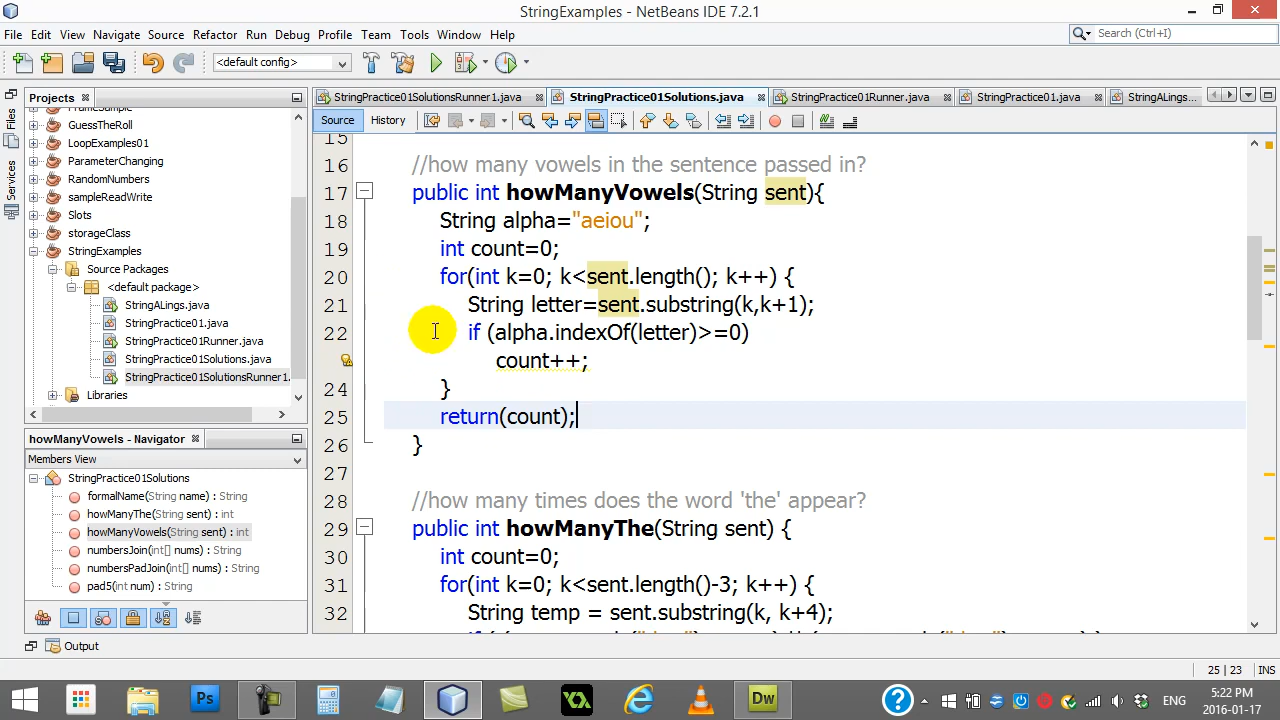 StringExamples - NetBeans IDE 7.2.1
File Edit View Navigate Source Refactor Run Debug Profile Team Tools Window Help
Search (Ctrl+I)
<default config>
Files
Services
Projects
FrameSample
GuessTheRoll
LoopExamples01
ParameterChanging
RandomNumbers
sampleReadWrite
Slots
storageClass
StringExamples
Source Packages
<default package>
StringALings.java
StringPractice01.java
StringPractice01Runner.java
StringPractice01Solutions.java
StringPractice01SolutionsRunner1.
Libraries
howManyVowels - Navigator
Members View
StringPractice01Solutions
formalName(String name) : String
howManyThe(String sent) : int
howManyVowels(String sent) : int
numbersJoin(int[] nums) : String
numbersPadJoin(int[] nums) : String
pad5(int num) : String
StringPractice01SolutionsRunner1.java StringPractice01Solutions.java StringPractice01Runner.java StringPractice01.java StringALings...
Source History
15
16 //how many vowels in the sentence passed in?
17 public int howManyVowels(String sent){
18 String alpha="aeiou";
19 int count=0;
20 for(int k=0; k<sent.length(); k++) {
21 String letter=sent.substring(k,k+1);
22 if (alpha.indexOf(letter)>=0)
count++;
24 }
25 return(count);
26 }
27
28 //how many times does the word 'the' appear?
29 public int howManyThe(String sent) {
30 int count=0;
31 for(int k=0; k<sent.length()-3; k++) {
32 String temp = sent.substring(k, k+4);
Output
25 | 23 INS
Ps
Dw
ENG
5:22 PM
2016-01-17